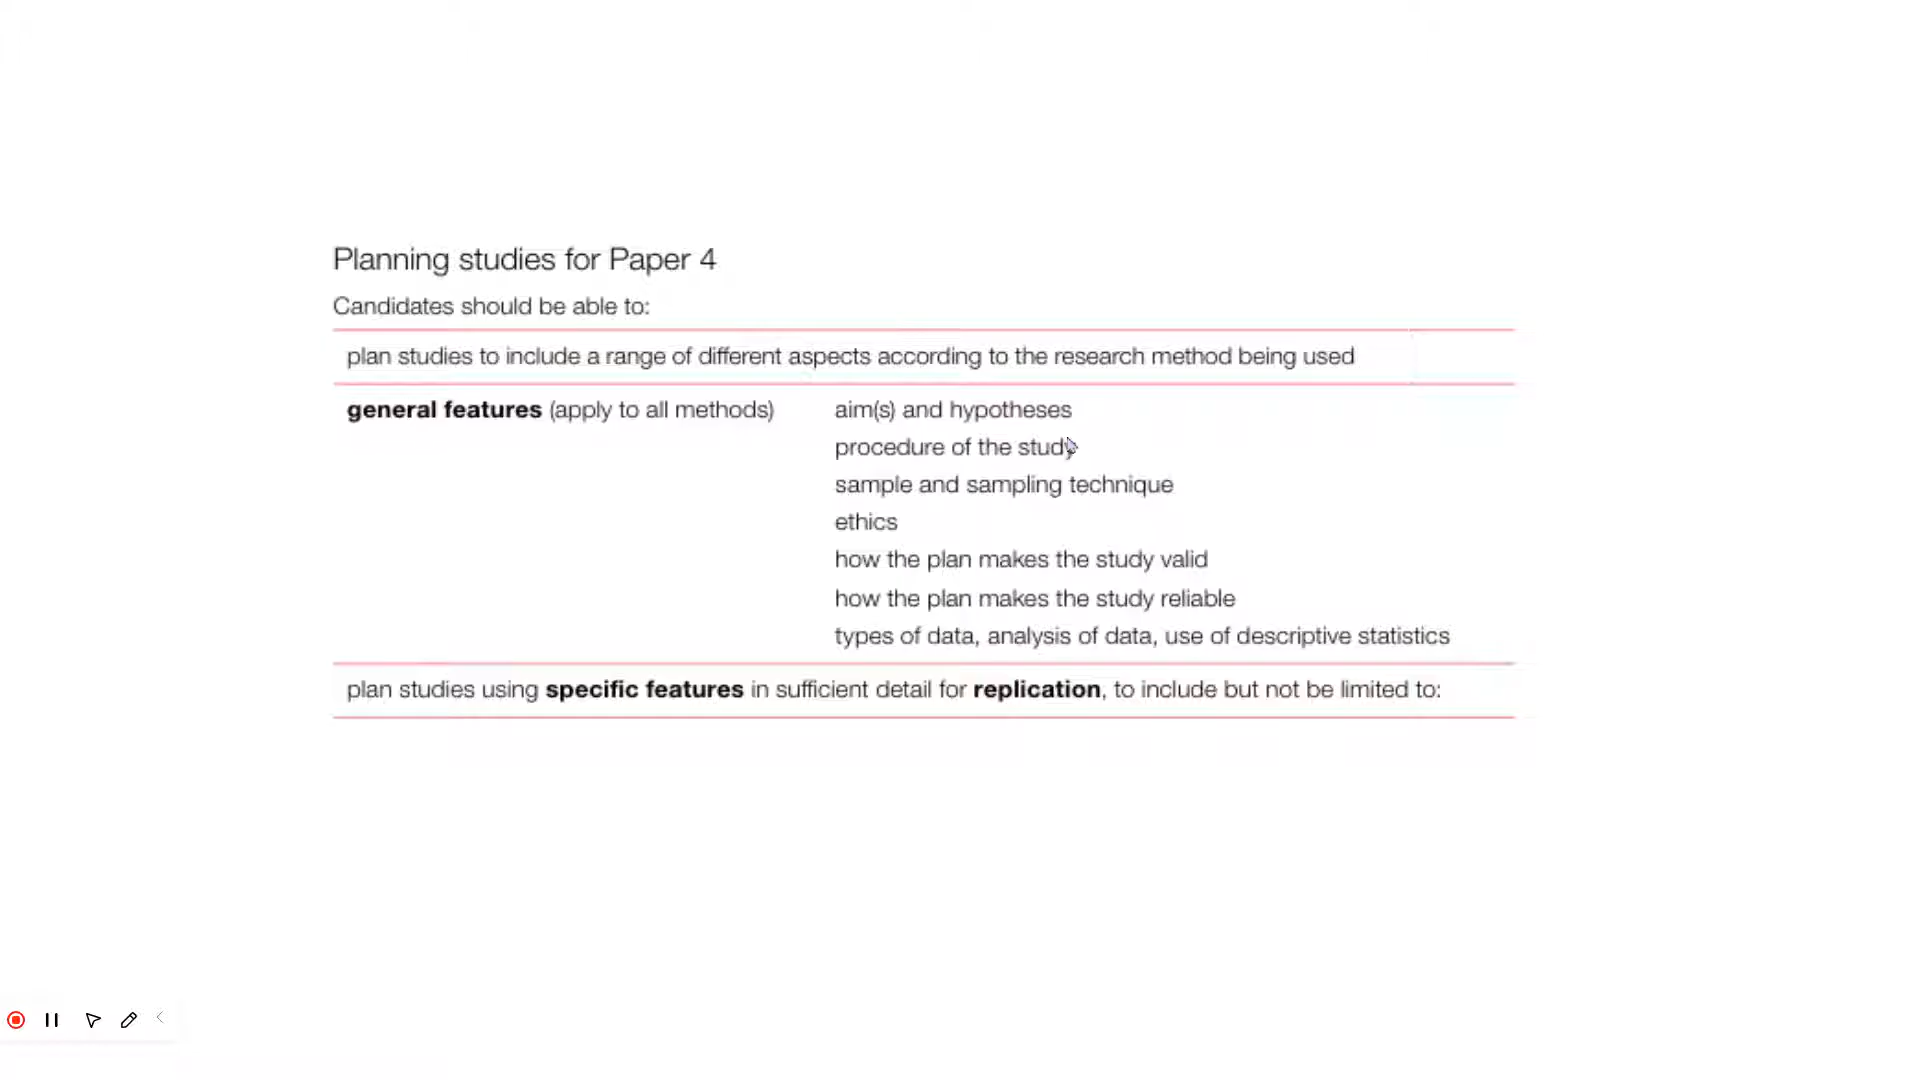 Planning studies for Paper 4
Candidates should be able to:
plan studies to include a range of different aspects according to the research method being used
general features (apply to all methods)
aim(s) and hypotheses
procedure of the study
sample and sampling technique
ethics
how the plan makes the study valid
how the plan makes the study reliable
types of data, analysis of data, use of descriptive statistics
plan studies using specific features in sufficient detail for replication, to include but not be limited to: